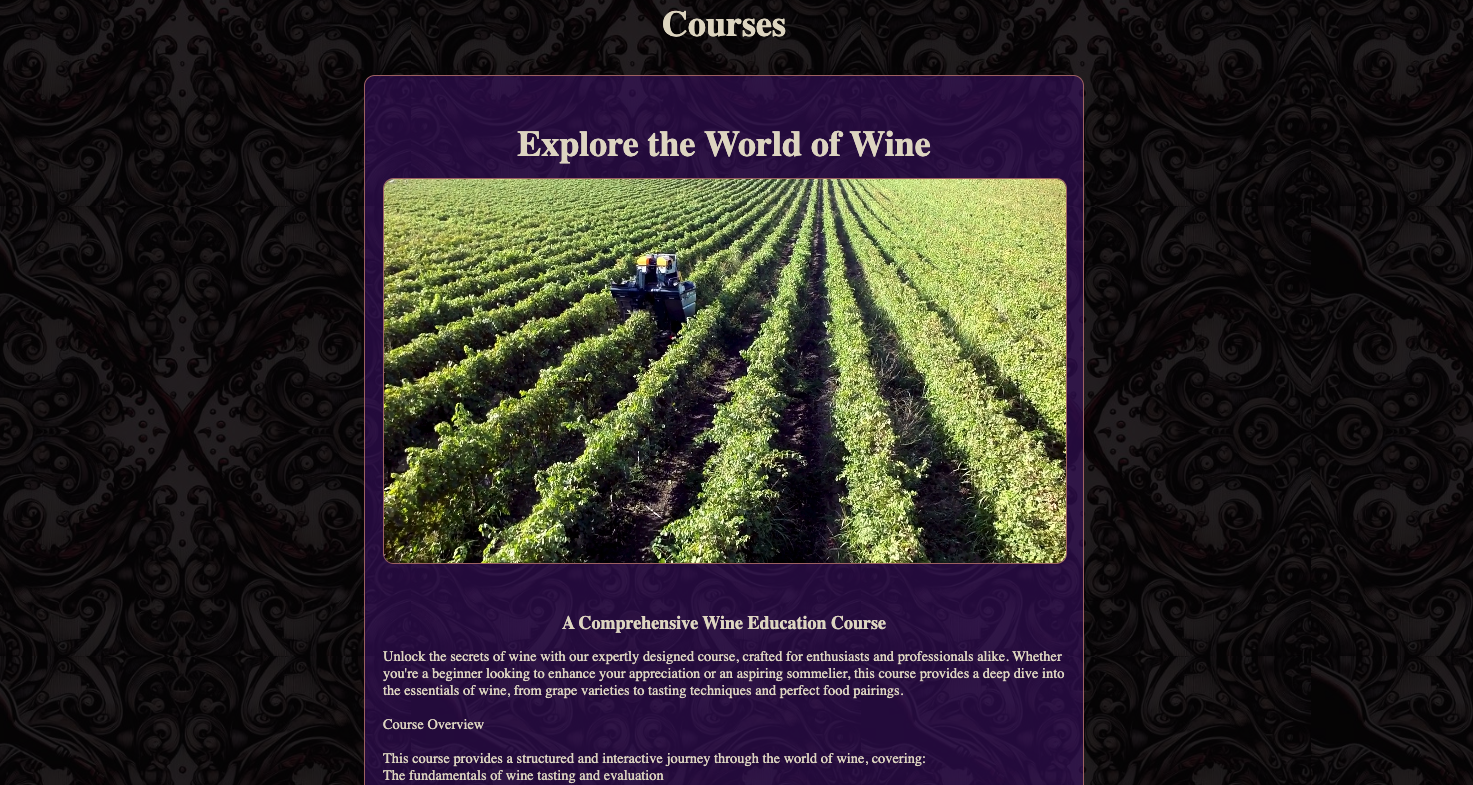 Courses
Explore the World of Wine
A Comprehensive Wine Education Course
Unlock the secrets of wine with our expertly designed course, crafted for enthusiasts and professionals alike. Whether
you're a beginner looking to enhance your appreciation or an aspiring sommelier, this course provides a deep dive into
the essentials of wine, from grape varieties to tasting techniques and perfect food pairings.
Course Overview
This course provides a structured and interactive journey through the world of wine, covering:
The fundamentals of wine tasting and evaluation